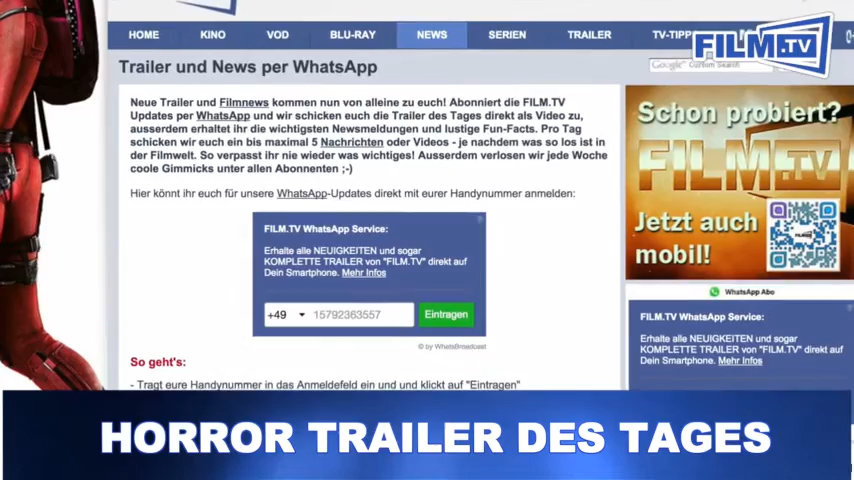 HOME KINO VOD BLU-RAY NEWS SERIEN TRAILER TV-TIPPS
FILM.TV
Google Custom Search
Trailer und News per WhatsApp
Neue Trailer und Filmnews kommen nun von alleine zu euch! Abonniert die FILM.TV
Updates per WhatsApp und wir schicken euch die Trailer des Tages direkt als Video zu,
ausserdem erhaltet ihr die wichtigsten Newsmeldungen und lustige Fun-Facts. Pro Tag
schicken wir euch ein bis maximal 5 Nachrichten oder Videos - je nachdem was so los ist in
der Filmwelt. So verpasst ihr nie wieder was wichtiges! Ausserdem verlosen wir jede Woche
coole Gimmicks unter allen Abonnenten ;-)
Hier könnt ihr euch für unsere WhatsApp-Updates direkt mit eurer Handynummer anmelden:
FILM.TV WhatsApp Service:
Erhalte alle NEUIGKEITEN und sogar
KOMPLETTE TRAILER von "FILM.TV" direkt auf
Dein Smartphone. Mehr Infos
+49 15792363557 Eintragen
© by WhatsBroadcast
So geht's:
- Tragt eure Handynummer in das Anmeldefeld ein und und klickt auf "Eintragen"
Schon probiert?
FILM.TV
Jetzt auch
mobil!
FILM.TV
WhatsApp Abo
FILM.TV WhatsApp Service:
Erhalte alle NEUIGKEITEN und sogar
KOMPLETTE TRAILER von "FILM.TV" direkt auf
Dein Smartphone. Mehr Infos
HORROR TRAILER DES TAGES